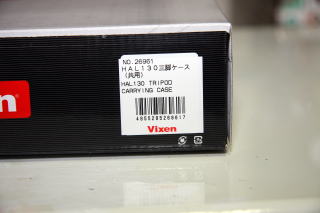 NO.26961
HAL130三脚ケース
(共用)
HAL130 TRIPOD
CARRYING CASE
4955295269617
Vixen
n